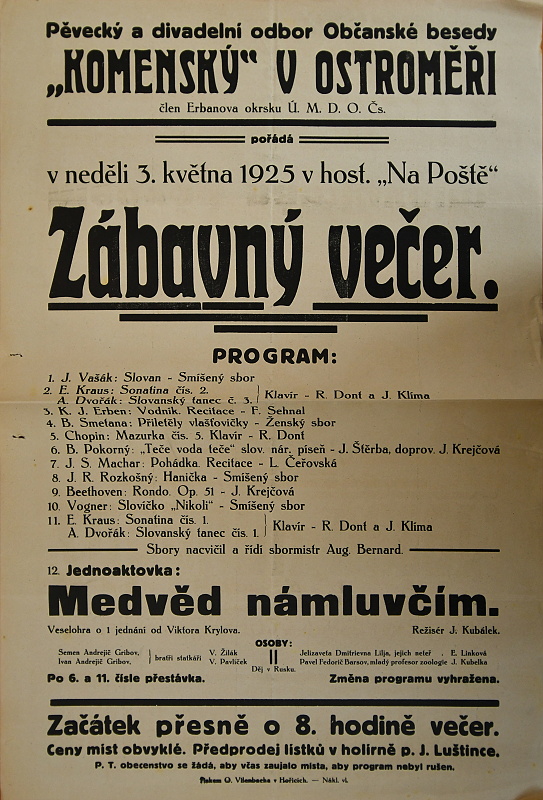 Pěvecký a divadelní odbor Občanské besedy
„KOMENSKÝ“ V OSTROMĚŘI
člen Erbanova okrsku Ú. M. D. O. Čs.
pořádá
v neděli 3. května 1925 v host. „Na Poště“
Zábavný večer.
PROGRAM:
1. J. Vašák: Slovan - Smíšený sbor
2. E. Kraus: Sonatina čís. 2.
A. Dvořák: Slovanský tanec č. 3. Klavír - R. Dont a J. Klíma
3. K. J. Erben: Vodník. Recitace - F. Sehnal
4. B. Smetana: Přiletěly vlašťovičky - Ženský sbor
5. Chopin: Mazurka čís. 5. Klavír - R. Dont
6. B. Pokorný: „Teče voda teče“ slov. nár. píseň - J. Štěrba, doprov. J. Krejčová
7. J. S. Machar: Pohádka. Recitace - L. Čeřovská
8. J. R. Rozkošný: Hanička - Smíšený sbor
9. Beethoven: Rondo. Op. 51 - J. Krejčová
10. Vogner: Slovíčko „Nikoli“ - Smíšený sbor
11. E. Kraus: Sonatina čís. 1.
A. Dvořák: Slovanský tanec čís. 1. Klavír - R. Dont a J. Klíma
Sbory nacvičil a řídí sbormistr Aug. Bernard.
12. Jednoaktovka:
Medvěd námluvčím.
Veselohra o 1 jednání od Viktora Krylova. Režisér J. Kubálek.
OSOBY:
Semen Andrejič Gribov,
Ivan Andrejič Gribov, bratři statkáři V. Žilák
V. Pavlíček
Jelizaveta Dmitrievna Lilja, jejich neteř . E. Linková
Pavel Fedorič Barsov, mladý profesor zoologie J. Kubelka
Děj v Rusku.
Po 6. a 11. čísle přestávka. Změna programu vyhražena.
Začátek přesně o 8. hodině večer.
Ceny míst obvyklé. Předprodej lístků v holírně p. J. Luštince.
P. T. obecenstvo se žádá, aby včas zaujalo místa, aby program nebyl rušen.
Tiskem O. Vilenbacha v Hořicích. — Nákl. vl.